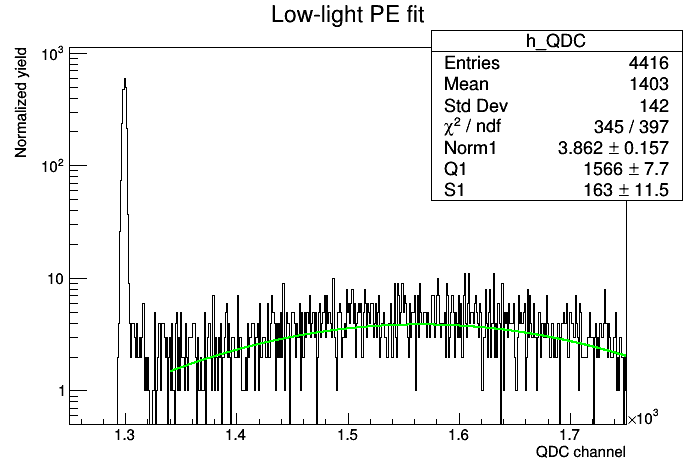 Low-light PE fit
h_QDC
Entries 4416
Mean 1403
Std Dev 142
χ² / ndf 345 / 397
Norm1 3.862 ± 0.157
Q1 1566 ± 7.7
S1 163 ± 11.5
Normalized yield
10³
10²
10
1
1.3 1.4 1.5 1.6 1.7
×10³
QDC channel